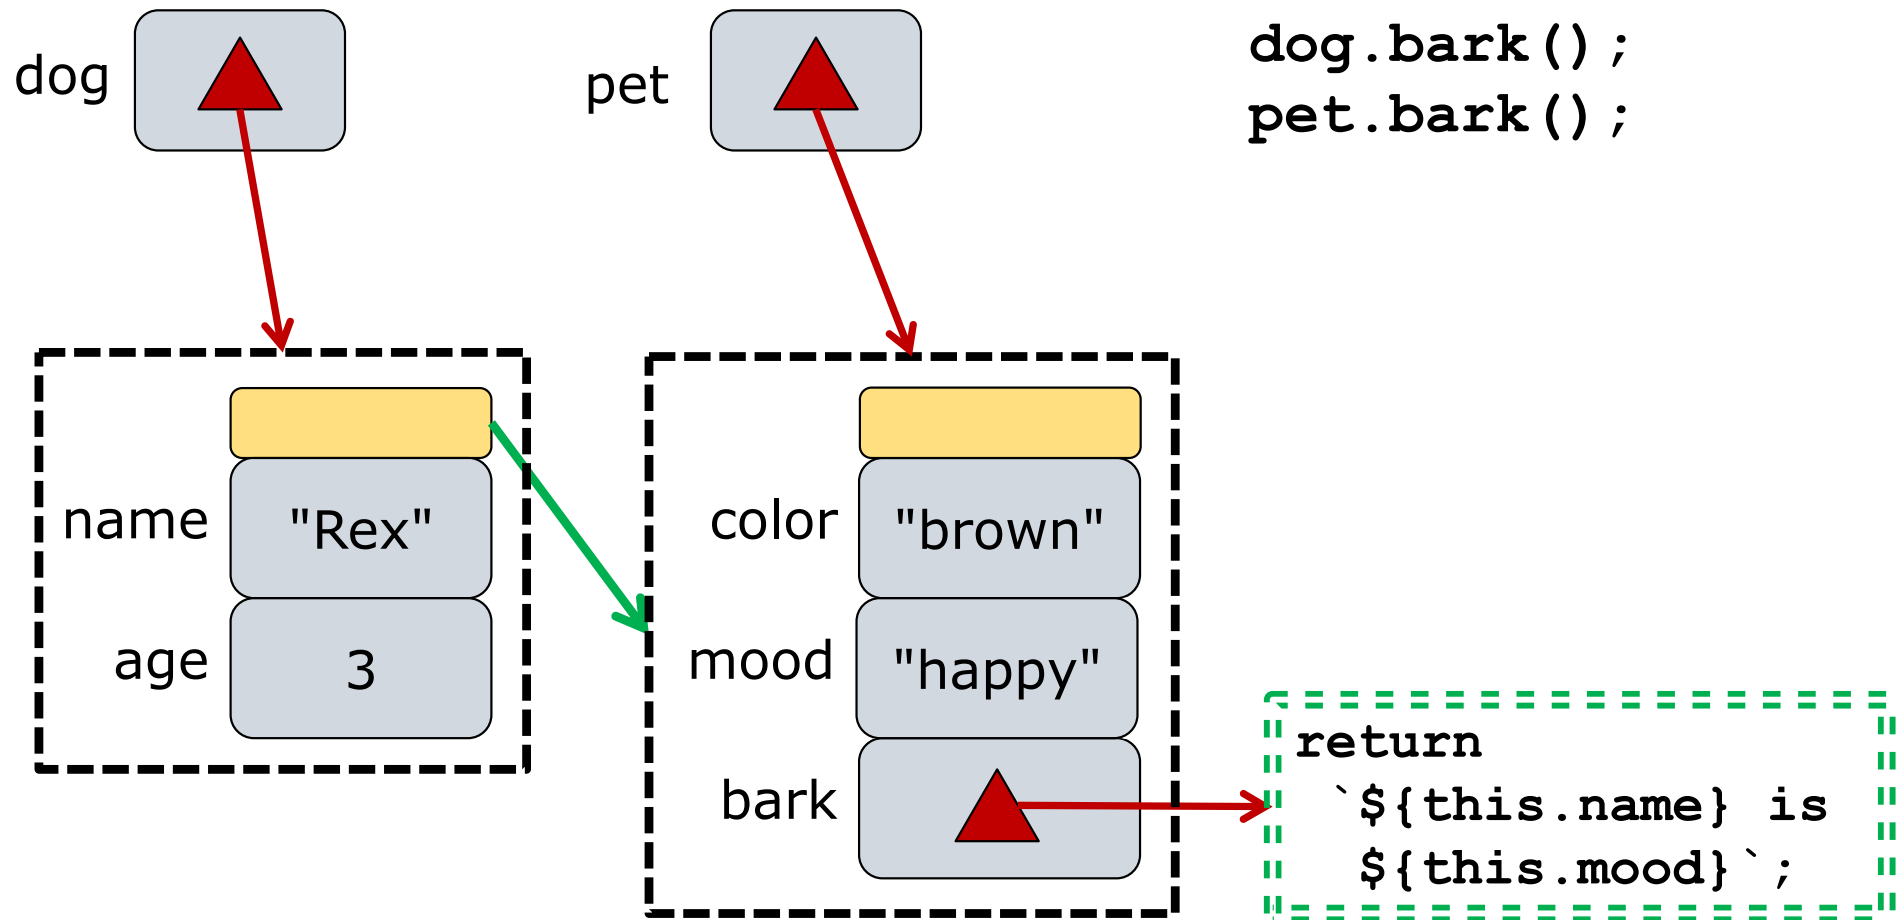 dog
pet
dog.bark();
pet.bark();
name
"Rex"
age
3
color
"brown"
mood
"happy"
bark
return
`${this.name} is
${this.mood}`;